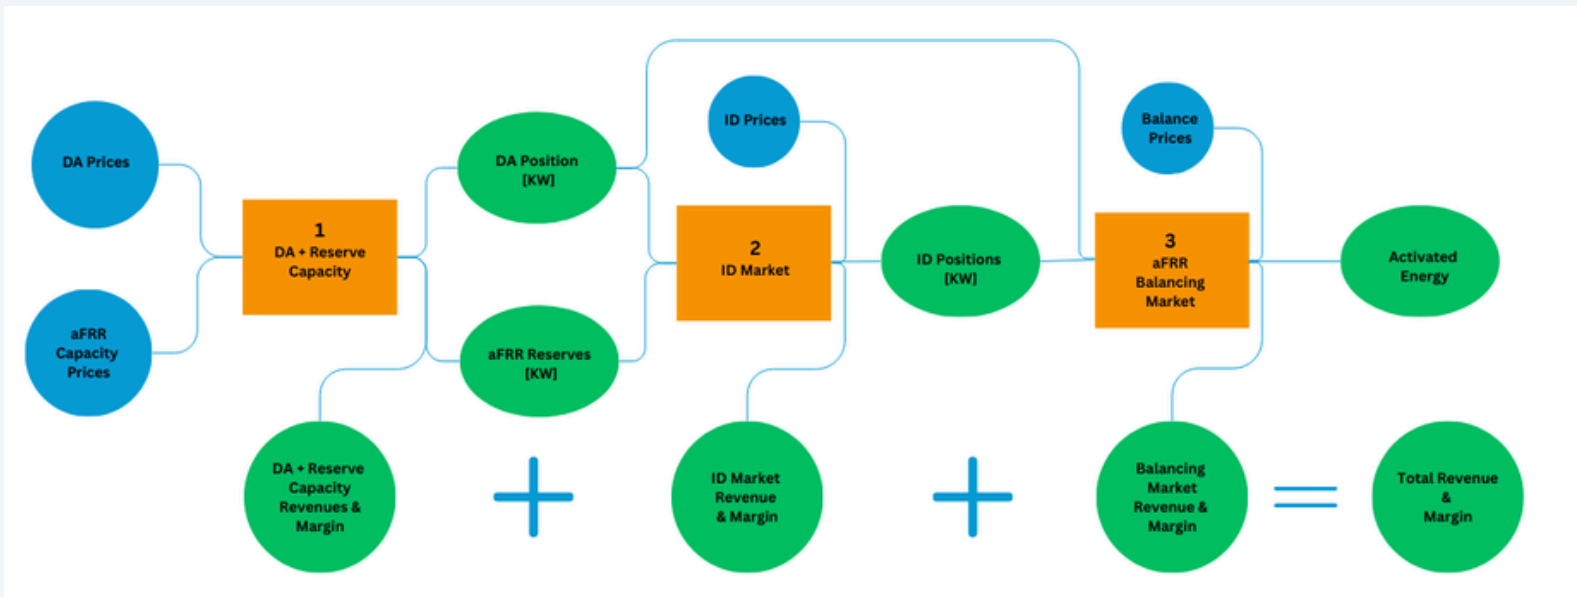 DA Prices
aFRR
Capacity
Prices
1
DA + Reserve
Capacity
DA Position
[KW]
aFRR Reserves
[KW]
ID Prices
2
ID Market
ID Positions
[KW]
Balance
Prices
3
aFRR
Balancing
Market
Activated
Energy
DA + Reserve
Capacity
Revenues &
Margin
+
ID Market
Revenue
& Margin
+
Balancing
Market
Revenue &
Margin
=
Total Revenue
&
Margin